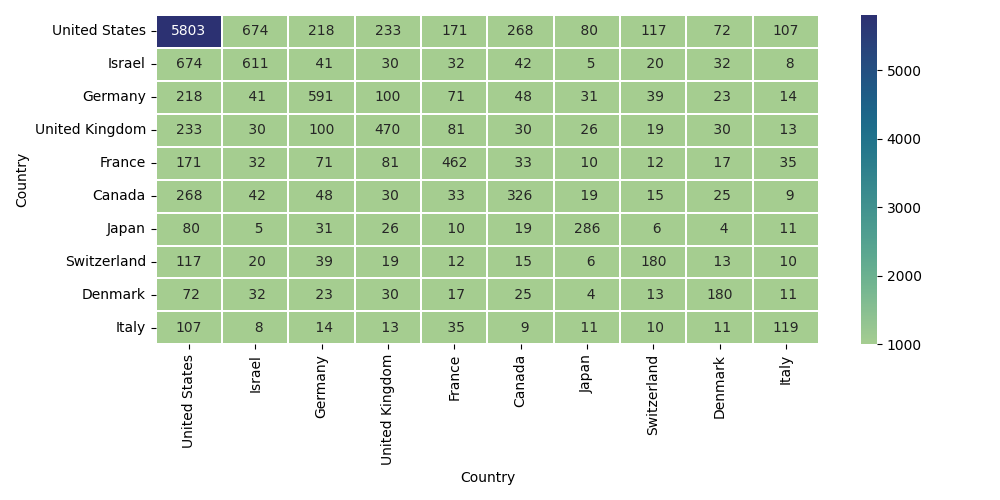 United States 5803 674 218 233 171 268 80 117 72 107
Israel 674 611 41 30 32 42 5 20 32 8
Germany 218 41 591 100 71 48 31 39 23 14
United Kingdom 233 30 100 470 81 30 26 19 30 13
France 171 32 71 81 462 33 10 12 17 35
Canada 268 42 48 30 33 326 19 15 25 9
Japan 80 5 31 26 10 19 286 6 4 11
Switzerland 117 20 39 19 12 15 6 180 13 10
Denmark 72 32 23 30 17 25 4 13 180 11
Italy 107 8 14 13 35 9 11 10 11 119
Country
United States
Israel
Germany
United Kingdom
France
Canada
Japan
Switzerland
Denmark
Italy
Country
5000
4000
3000
2000
1000